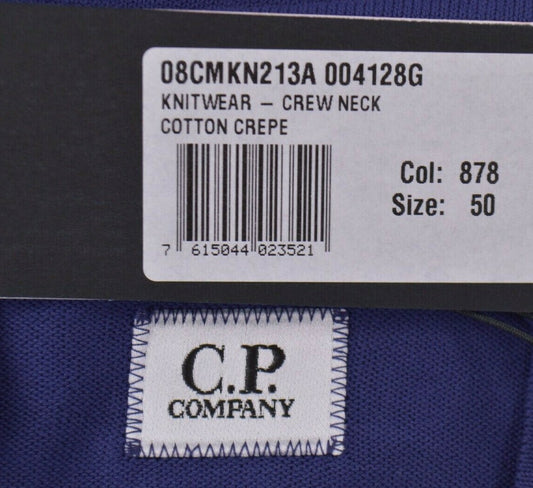 08CMKN213A 004128G
KNITWEAR – CREW NECK
COTTON CREPE
Col: 878
Size: 50
7 615044 023521
C.P.
COMPANY